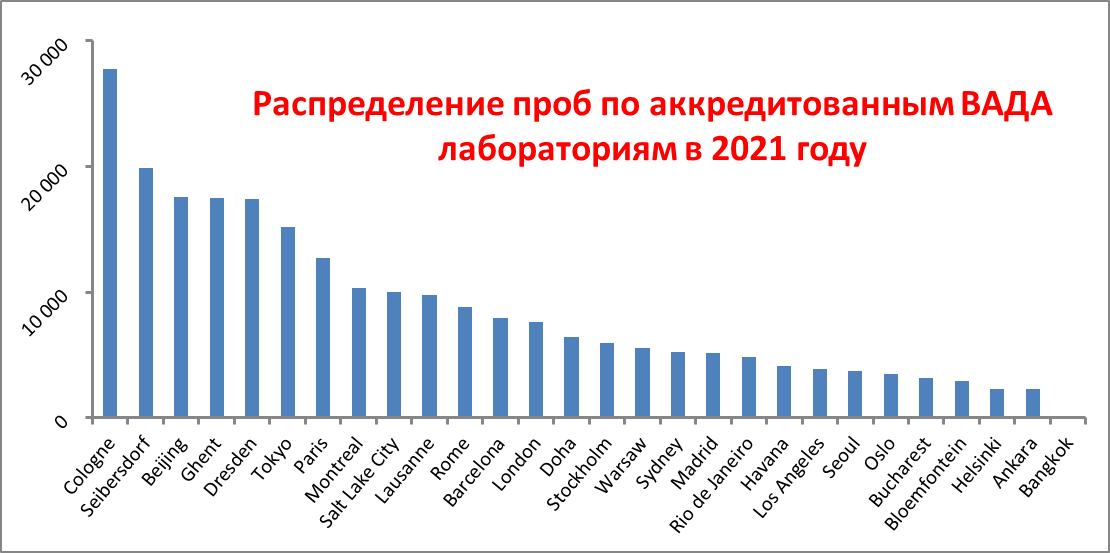 30 000
Распределение проб по аккредитованным ВАДА
лабораториям в 2021 году
20 000
10 000
0
Cologne
Seibersdorf
Beijing
Ghent
Dresden
Tokyo
Paris
Montreal
Salt Lake City
Lausanne
Rome
Barcelona
London
Doha
Stockholm
Warsaw
Sydney
Madrid
Rio de Janeiro
Havana
Los Angeles
Seoul
Oslo
Bucharest
Bloemfontein
Helsinki
Ankara
Bangkok